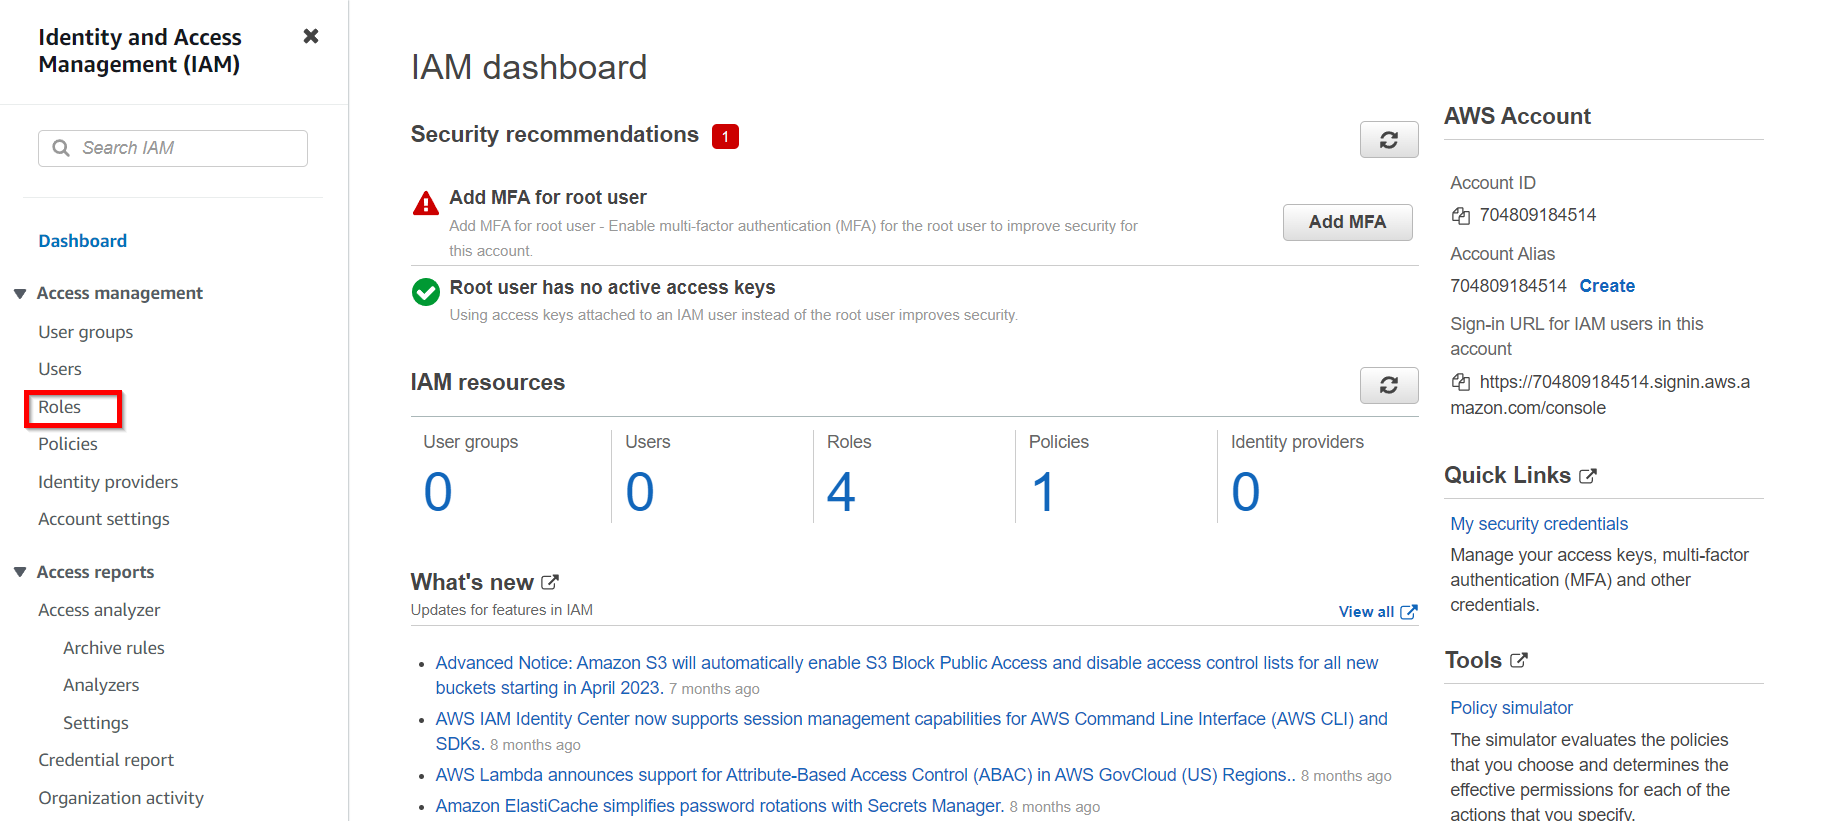 Identity and Access
Management (IAM)
Search IAM
Dashboard
Access management
User groups
Users
Roles
Policies
Identity providers
Account settings
Access reports
Access analyzer
Archive rules
Analyzers
Settings
Credential report
Organization activity
IAM dashboard
Security recommendations 1
Add MFA for root user
Add MFA for root user - Enable multi-factor authentication (MFA) for the root user to improve security for
this account.
Add MFA
Root user has no active access keys
Using access keys attached to an IAM user instead of the root user improves security.
IAM resources
User groups Users Roles Policies Identity providers
0 0 4 1 0
What's new
Updates for features in IAM
View all
Advanced Notice: Amazon S3 will automatically enable S3 Block Public Access and disable access control lists for all new
buckets starting in April 2023. 7 months ago
AWS IAM Identity Center now supports session management capabilities for AWS Command Line Interface (AWS CLI) and
SDKs. 8 months ago
AWS Lambda announces support for Attribute-Based Access Control (ABAC) in AWS GovCloud (US) Regions.. 8 months ago
Amazon ElastiCache simplifies password rotations with Secrets Manager. 8 months ago
AWS Account
Account ID
704809184514
Account Alias
704809184514 Create
Sign-in URL for IAM users in this
account
https://704809184514.signin.aws.a
mazon.com/console
Quick Links
My security credentials
Manage your access keys, multi-factor
authentication (MFA) and other
credentials.
Tools
Policy simulator
The simulator evaluates the policies
that you choose and determines the
effective permissions for each of the
actions that you specify.